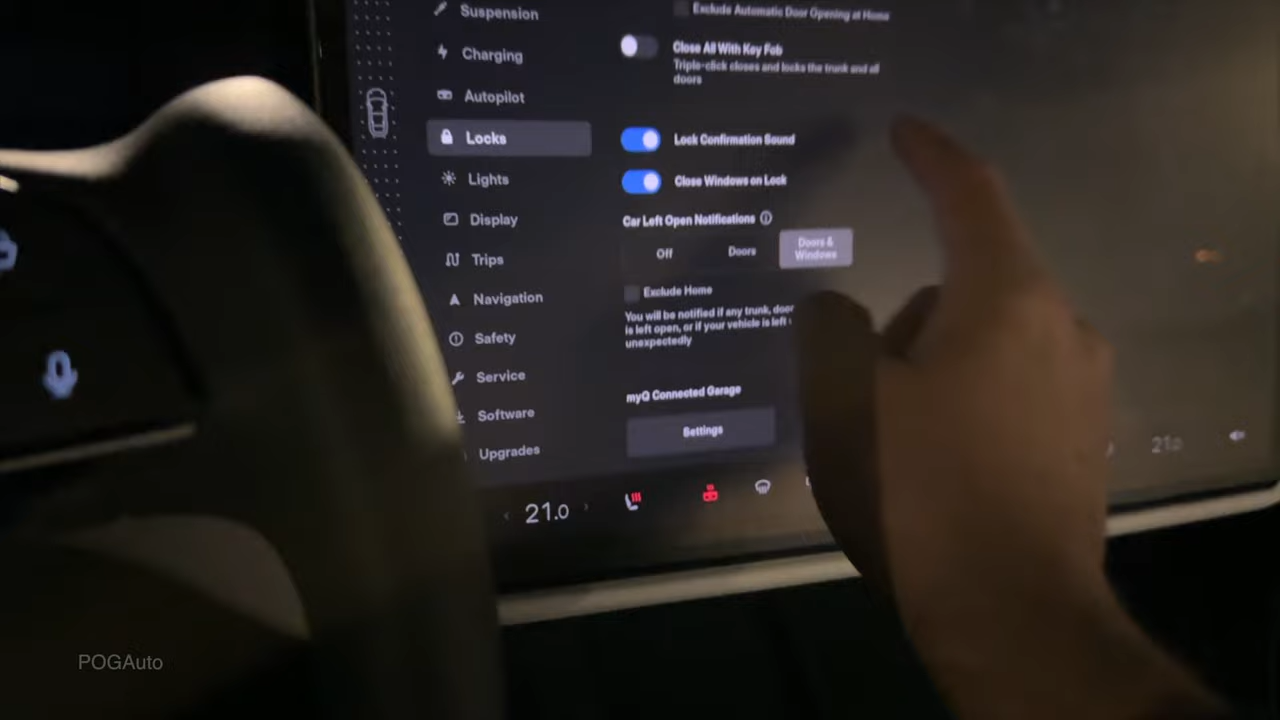 Suspension
Charging
Autopilot
Locks
Lights
Display
Trips
Navigation
Safety
Service
Software
Upgrades
Exclude Automatic Door Opening at Home
Close All With Key Fob
Triple-click closes and locks the trunk and all
doors
Lock Confirmation Sound
Close Windows on Lock
Car Left Open Notifications
Off
Doors
Doors &
Windows
Exclude Home
You will be notified if any trunk, door
is left open, or if your vehicle is left
unexpectedly
myQ Connected Garage
Settings
21.0
21.0
POGAuto